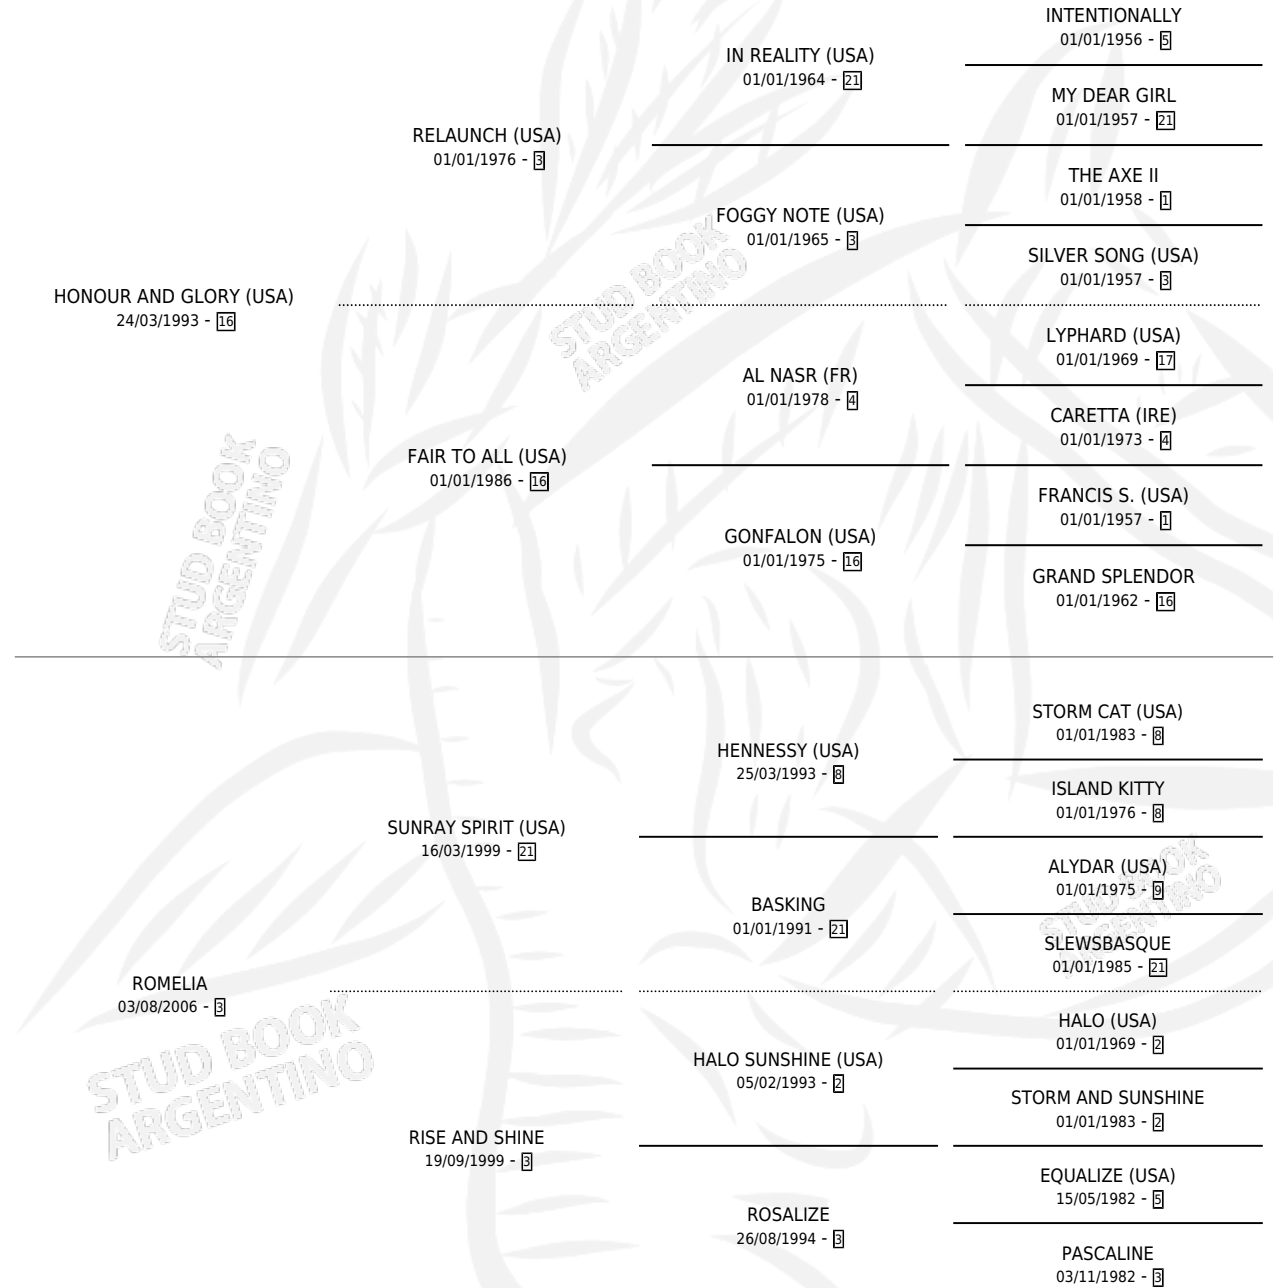 INTENTIONALLY
01/01/1956 - 5
IN REALITY (USA)
01/01/1964 - 21
MY DEAR GIRL
01/01/1957 - 21
RELAUNCH (USA)
01/01/1976 - 3
THE AXE II
01/01/1958 - 1
FOGGY NOTE (USA)
01/01/1965 - 3
SILVER SONG (USA)
01/01/1957 - 3
HONOUR AND GLORY (USA)
24/03/1993 - 16
LYPHARD (USA)
01/01/1969 - 17
AL NASR (FR)
01/01/1978 - 4
CARETTA (IRE)
01/01/1973 - 4
FAIR TO ALL (USA)
01/01/1986 - 16
FRANCIS S. (USA)
01/01/1957 - 1
GONFALON (USA)
01/01/1975 - 16
GRAND SPLENDOR
01/01/1962 - 16
STORM CAT (USA)
01/01/1983 - 8
HENNESSY (USA)
25/03/1993 - 8
ISLAND KITTY
01/01/1976 - 8
SUNRAY SPIRIT (USA)
16/03/1999 - 21
ALYDAR (USA)
01/01/1975 - 9
BASKING
01/01/1991 - 21
SLEWSBASQUE
01/01/1985 - 21
ROMELIA
03/08/2006 - 3
HALO (USA)
01/01/1969 - 2
HALO SUNSHINE (USA)
05/02/1993 - 2
STORM AND SUNSHINE
01/01/1983 - 2
RISE AND SHINE
19/09/1999 - 3
EQUALIZE (USA)
15/05/1982 - 5
ROSALIZE
26/08/1994 - 3
PASCALINE
03/11/1982 - 3
STUD BOOK
ARGENTINO
STUD BOOK
ARGENTINO
STUD BOOK
ARGENTINO
STUD BOOK
ARGENTINO